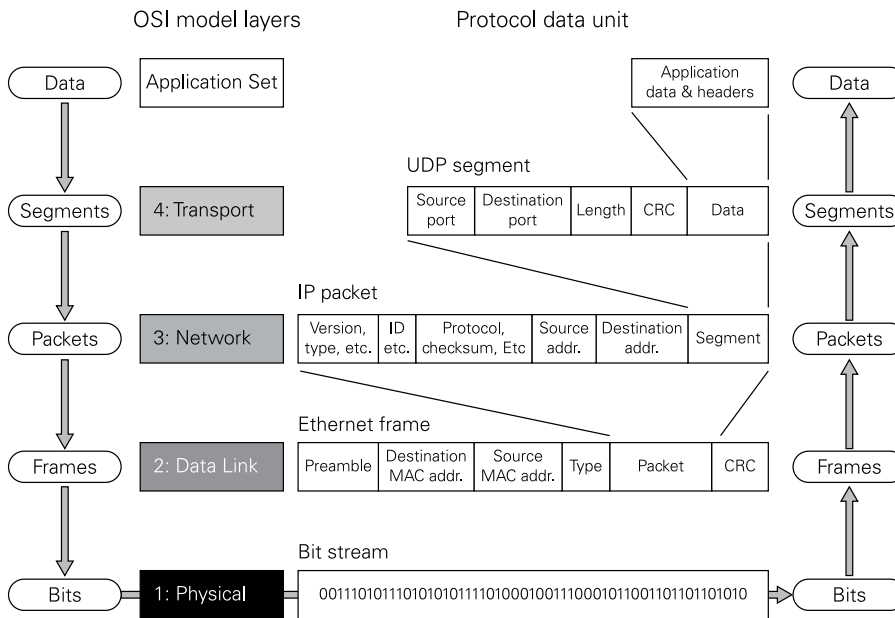 OSI model layers
Protocol data unit
Data
Application Set
Application
data & headers
Data
UDP segment
Segments
4: Transport
Source
port
Destination
port
Length
CRC
Data
Segments
IP packet
Packets
3: Network
Version,
type, etc.
ID
etc.
Protocol,
checksum, Etc
Source
addr.
Destination
addr.
Segment
Packets
Ethernet frame
Frames
2: Data Link
Preamble
Destination
MAC addr.
Source
MAC addr.
Type
Packet
CRC
Frames
Bit stream
Bits
1: Physical
0011101011101010101111010001001110001011001101101101010
Bits